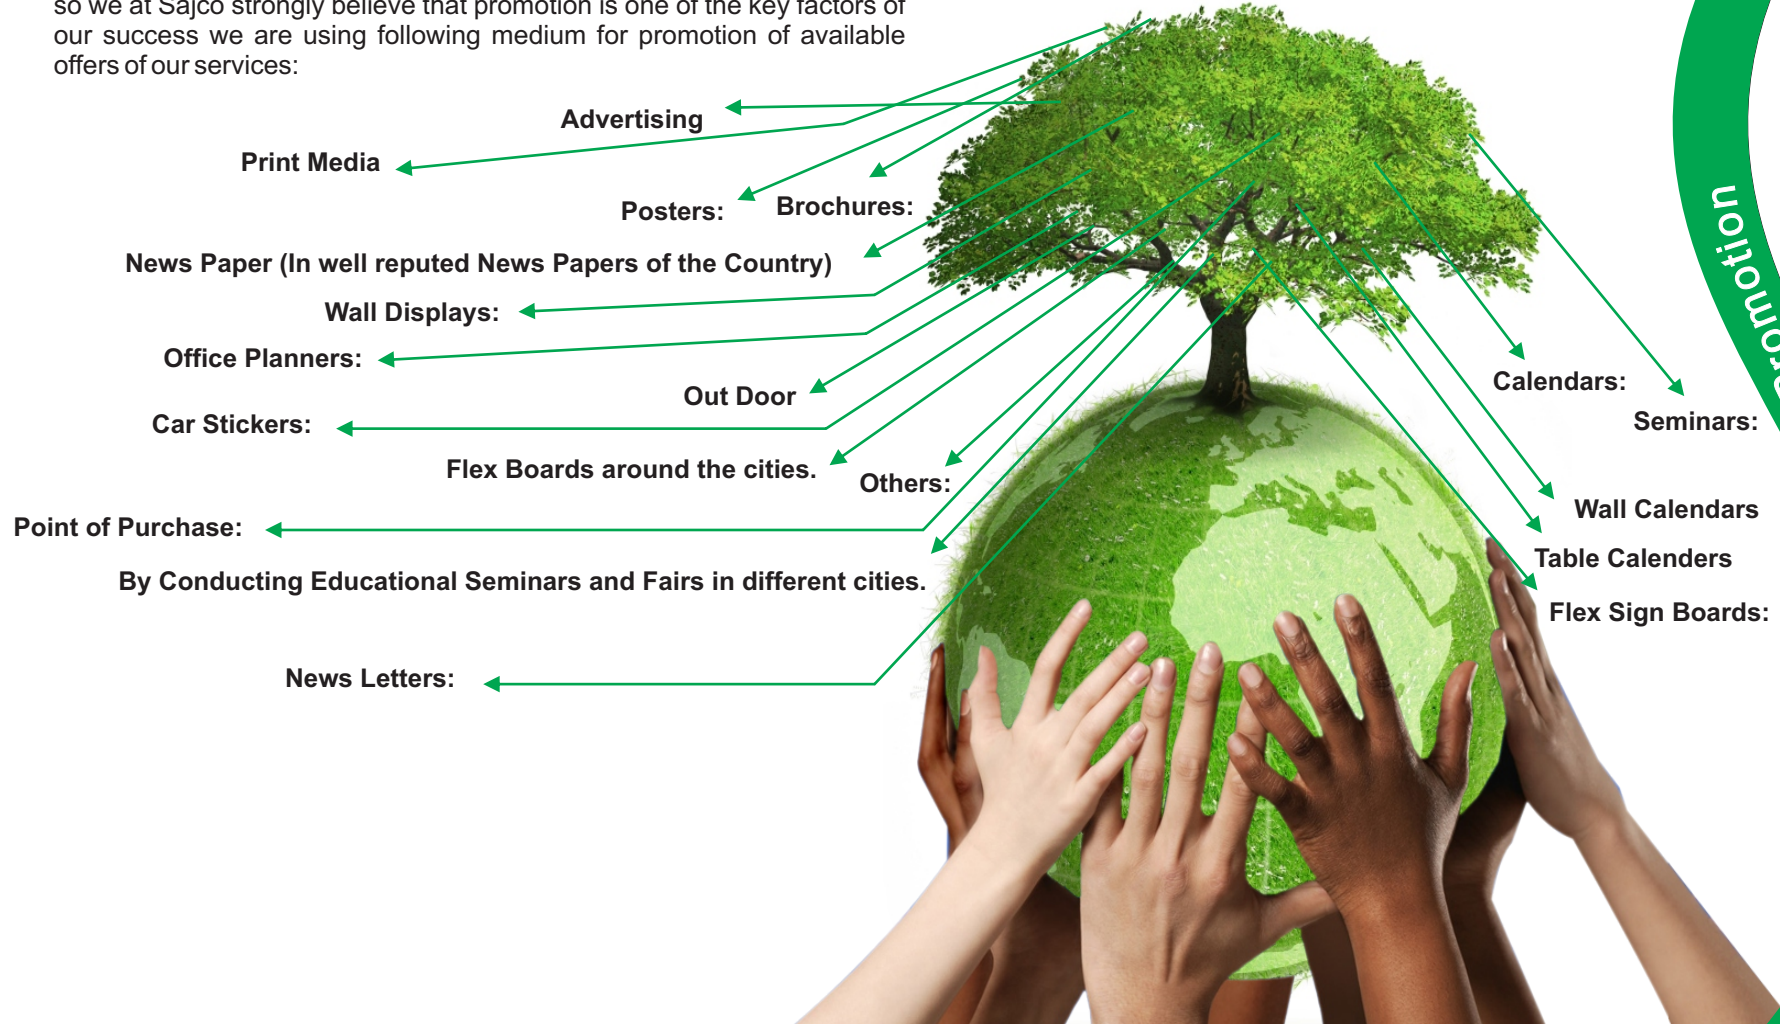 so we at Sajco strongly believe that promotion is one of the key factors of
our success we are using following medium for promotion of available
offers of our services:
Advertising
Print Media
Posters:
Brochures:
News Paper (In well reputed News Papers of the Country)
Wall Displays:
Office Planners:
Out Door
Car Stickers:
Flex Boards around the cities.
Others:
Point of Purchase:
By Conducting Educational Seminars and Fairs in different cities.
News Letters:
Calendars:
Seminars:
Wall Calendars
Table Calenders
Flex Sign Boards: